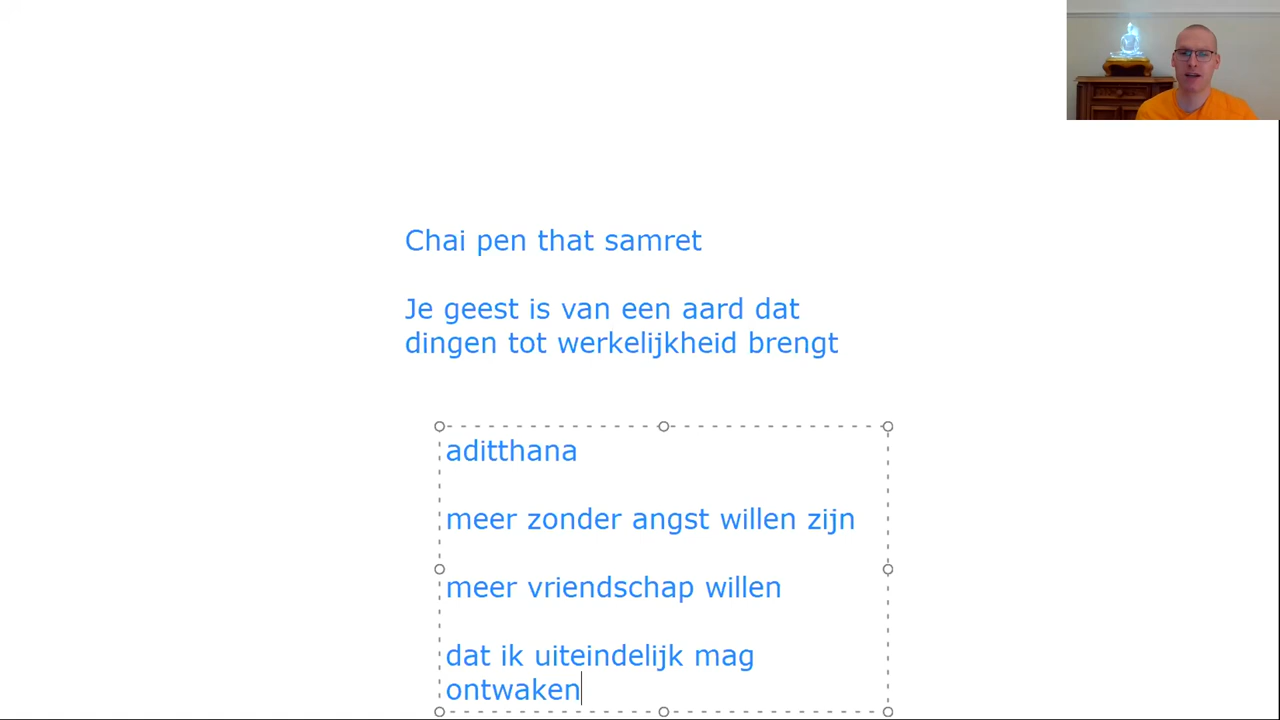 Chai pen that samret
Je geest is van een aard dat
dingen tot werkelijkheid brengt
aditthana
meer zonder angst willen zijn
meer vriendschap willen
dat ik uiteindelijk mag
ontwaken